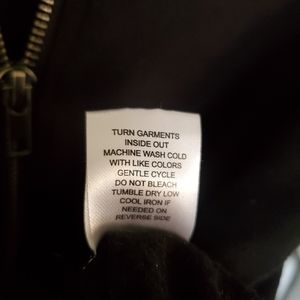 TURN GARMENTS
INSIDE OUT
MACHINE WASH COLD
WITH LIKE COLORS
GENTLE CYCLE
DO NOT BLEACH
TUMBLE DRY LOW
COOL IRON IF
NEEDED ON
REVERSE SIDE